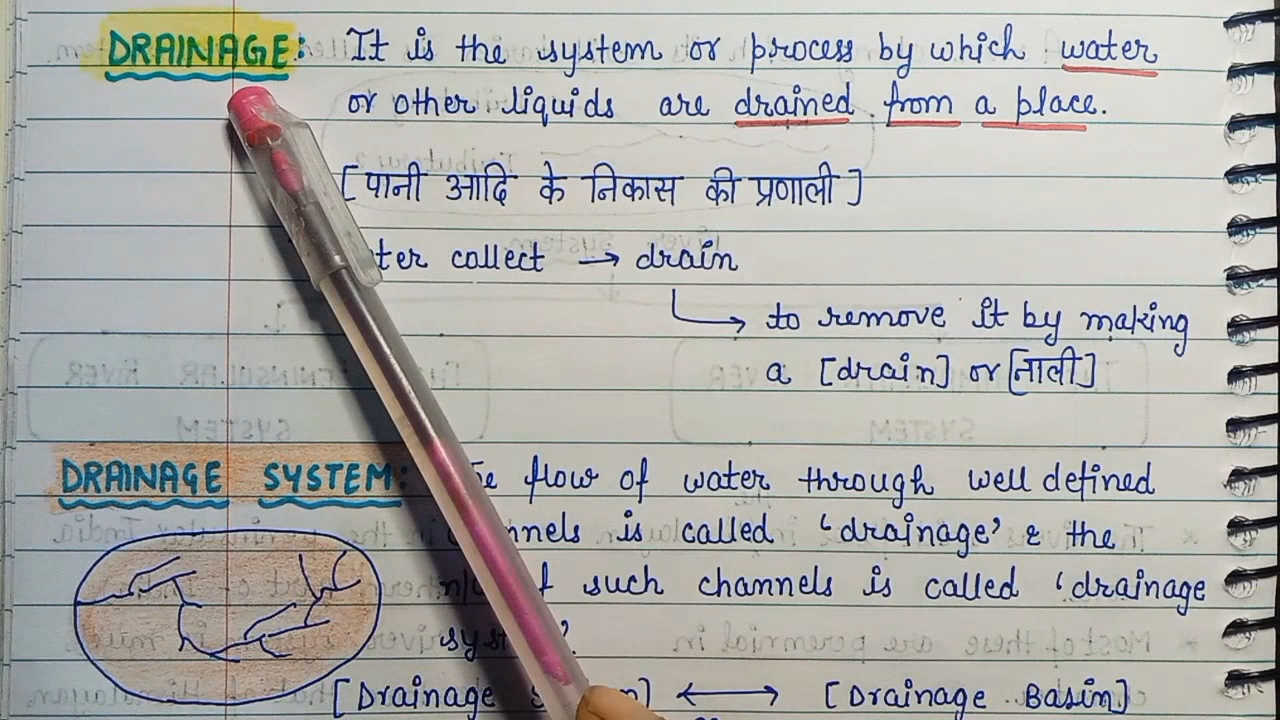 DRAINAGE: It is the system or process by which water
or other liquids are drained from a place.
[पानी आदि के निकास की प्रणाली]
collect → drain
→ to remove it by making
a [drain] or [नाली]
DRAINAGE SYSTEM: flow of water through well defined
is called 'drainage' & the
such channels is called 'drainage
[Drainage ⟷ [Drainage Basin]